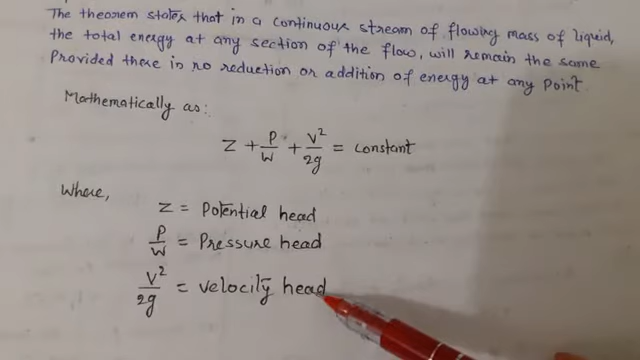 The theorem states that in a continuous stream of flowing mass of liquid,
the total energy at any section of the flow, will remain the same
Provided there is no reduction or addition of energy at any point.
Mathematically as:
Z + P/W + V²/2g = constant
Where,
Z = Potential head
P/W = Pressure head
V²/2g = velocity head